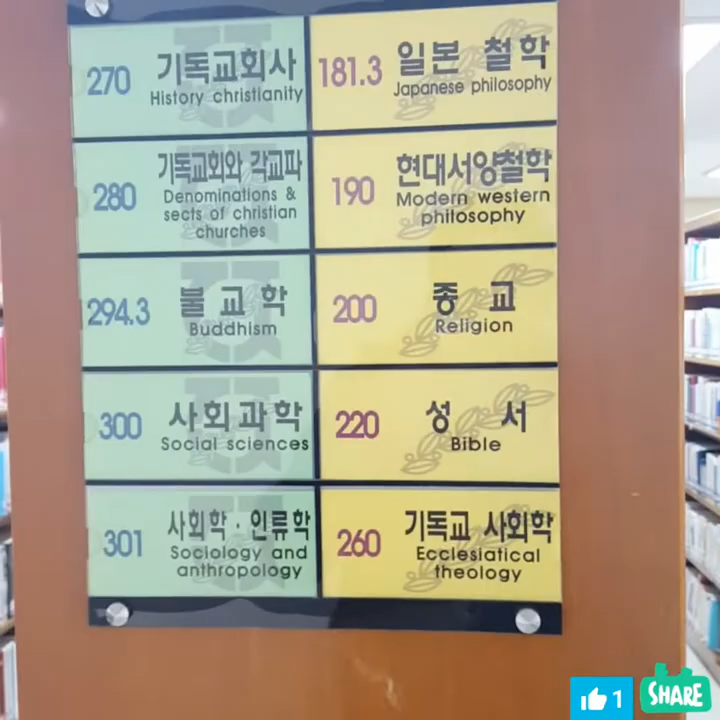 270 기독교회사
History christianity
280 기독교회와 각교파
Denominations &
sects of christian
churches
294.3 불교학
Buddhism
300 사회과학
Social sciences
301 사회학·인류학
Sociology and
anthropology
181.3 일본 철학
Japanese philosophy
190 현대서양철학
Modern western
philosophy
200 종교
Religion
220 성서
Bible
260 기독교 사회학
Ecclesiatical
theology
1
SHARE